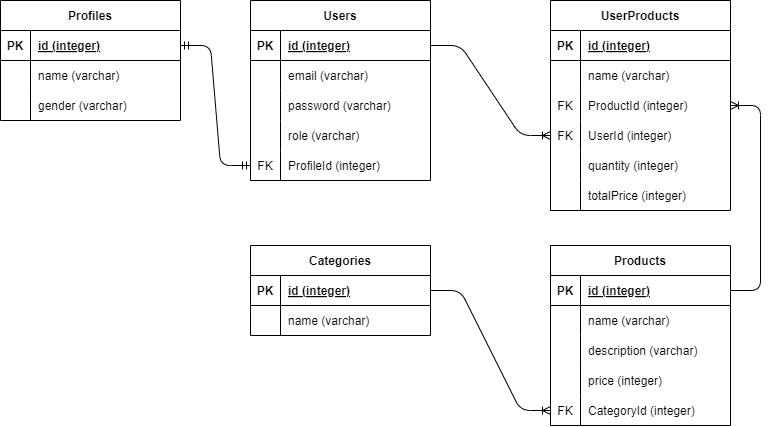 Profiles
PK id (integer)
name (varchar)
gender (varchar)
Users
PK id (integer)
email (varchar)
password (varchar)
role (varchar)
FK ProfileId (integer)
UserProducts
PK id (integer)
name (varchar)
FK ProductId (integer)
FK UserId (integer)
quantity (integer)
totalPrice (integer)
Categories
PK id (integer)
name (varchar)
Products
PK id (integer)
name (varchar)
description (varchar)
price (integer)
FK CategoryId (integer)